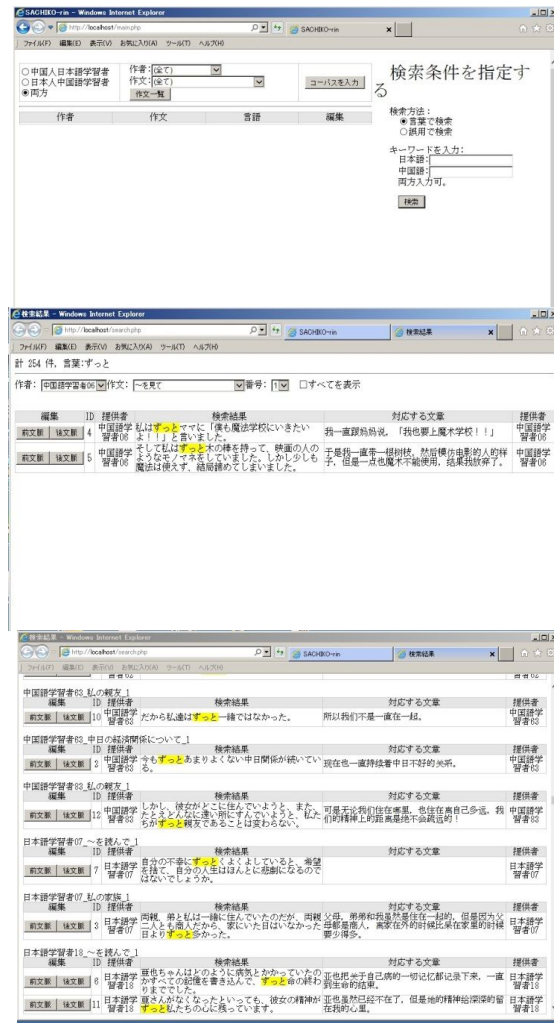 SACHIKO-rin - Windows Internet Explorer
http://localhost/main.php
SACHIKO-rin
ファイル(F) 編集(E) 表示(V) お気に入り(A) ツール(T) ヘルプ(H)
○中国人日本語学習者
○日本人中国語学習者
◉両方
作者:(全て)
作文:(全て)
作文一覧
コーパスを入力
作者 作文 言語 編集
検索条件を指定す
る
検索方法:
◉言葉で検索
○誤用で検索
キーワードを入力:
日本語:
中国語:
両方入力可。
検索
検索結果 - Windows Internet Explorer
http://localhost/search.php
SACHIKO-rin
検索結果
ファイル(F) 編集(E) 表示(V) お気に入り(A) ツール(T) ヘルプ(H)
計 254 件, 言葉:ずっと
作者: 中国語学習者06 作文: ~を見て 番号: 1 □すべてを表示
編集 ID 提供者 検索結果 対応する文章 提供者
前文脈 後文脈 4 中国語学習者06 私はずっとママに「僕も魔法学校にいきたい
よ!!」と言いました。 我一直跟妈妈说,「我也要上魔术学校!!」 中国語学習者06
前文脈 後文脈 5 中国語学習者06 そして私はずっと木の棒を持って、映画の人の
ようなモノマネをしていました。しかし少しも
魔法は使えず、結局諦めてしまいました。 于是我一直带一根树枝,然后模仿电影的人的样
子,但是一点也魔术不能使用,结果我放弃了。 中国語学習者06
検索結果 - Windows Internet Explorer
http://localhost/search.php
SACHIKO-rin
検索結果
ファイル(F) 編集(E) 表示(V) お気に入り(A) ツール(T) ヘルプ(H)
中国語学習者63_私の親友_1
編集 ID 提供者 検索結果 対応する文章 提供者
前文脈 後文脈 10 中国語学習者63 だから私達はずっと一緒ではなかった。 所以我们不是一直在一起。 中国語学習者63
中国語学習者63_中日の経済関係について_1
編集 ID 提供者 検索結果 対応する文章 提供者
前文脈 後文脈 3 中国語学習者63 今もずっとあまりよくない中日関係が続いてい
る。 现在也一直持续着中日不好的关系。 中国語学習者63
中国語学習者83_私の親友_1
編集 ID 提供者 検索結果 対応する文章 提供者
前文脈 後文脈 12 中国語学習者83 しかし、彼女がどこに住んでいようと、また、
たとえどんなに遠い所にすんでいようと、私た
ちがずっと親友であることは変わらない。 可是无论我们住在哪里,也住在离自己多远,我
们的精神上的距离是绝不会疏远的! 中国語学習者83
日本語学習者07_~を読んで_1
編集 ID 提供者 検索結果 対応する文章 提供者
前文脈 後文脈 7 日本語学習者07 自分の不幸にずっとくよくよしていると、希望
を捨て、自分の人生はほんとに悲劇になるので
はないでしょうか。 日本語学習者07
日本語学習者07_私の家族_1
編集 ID 提供者 検索結果 対応する文章 提供者
前文脈 後文脈 3 日本語学習者07 両親、弟と私は一緒に住んでいたのだが、両親
二人とも商人だから、家にいた日はいなかった
日よりずっと多かった。 父母,弟弟和我虽然是住在一起的,但是因为父
母都是商人,离家在外的时候比呆在家里的时候
要少得多。 日本語学習者07
日本語学習者18_~を読んで_1
編集 ID 提供者 検索結果 対応する文章 提供者
前文脈 後文脈 6 日本語学習者18 亜也ちゃんはどのように病気とかかっていたの
かすべての記憶を書き込んで、ずっと命の終わ
りまででした。 亚也把关于自己病的一切记忆都记录下来,一直
到生命的结束。 日本語学習者18
前文脈 後文脈 11 日本語学習者18 亜さんがなくなったといっても、彼女の精神が
ずっと私たちの心に残っています。 亚也虽然已经不在了,但是她的精神给深深的留
在我的心里。 日本語学習者18